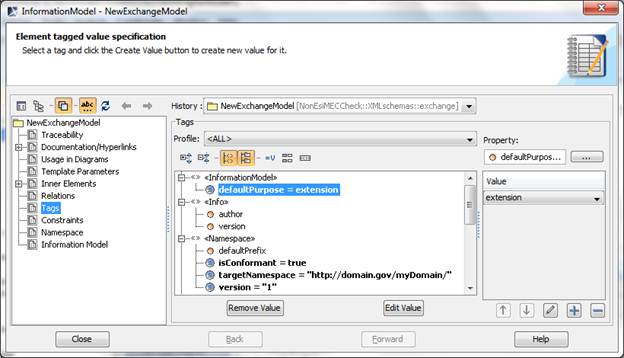 InformationModel - NewExchangeModel
Element tagged value specification
Select a tag and click the Create Value button to create new value for it.
abc
History : NewExchangeModel [NonEsiMECCheck::XMLschemas::exchange]
NewExchangeModel
Traceability
Documentation/Hyperlinks
Usage in Diagrams
Template Parameters
Inner Elements
Relations
Tags
Constraints
Namespace
Information Model
Tags
Profile: <ALL>
«InformationModel»
defaultPurpose = extension
«Info»
author
version
«Namespace»
defaultPrefix
isConformant = true
targetNamespace = "http://domain.gov/myDomain/"
version = "1"
Remove Value
Edit Value
Property:
defaultPurpos... ...
Value
extension
Close
Back
Forward
Help